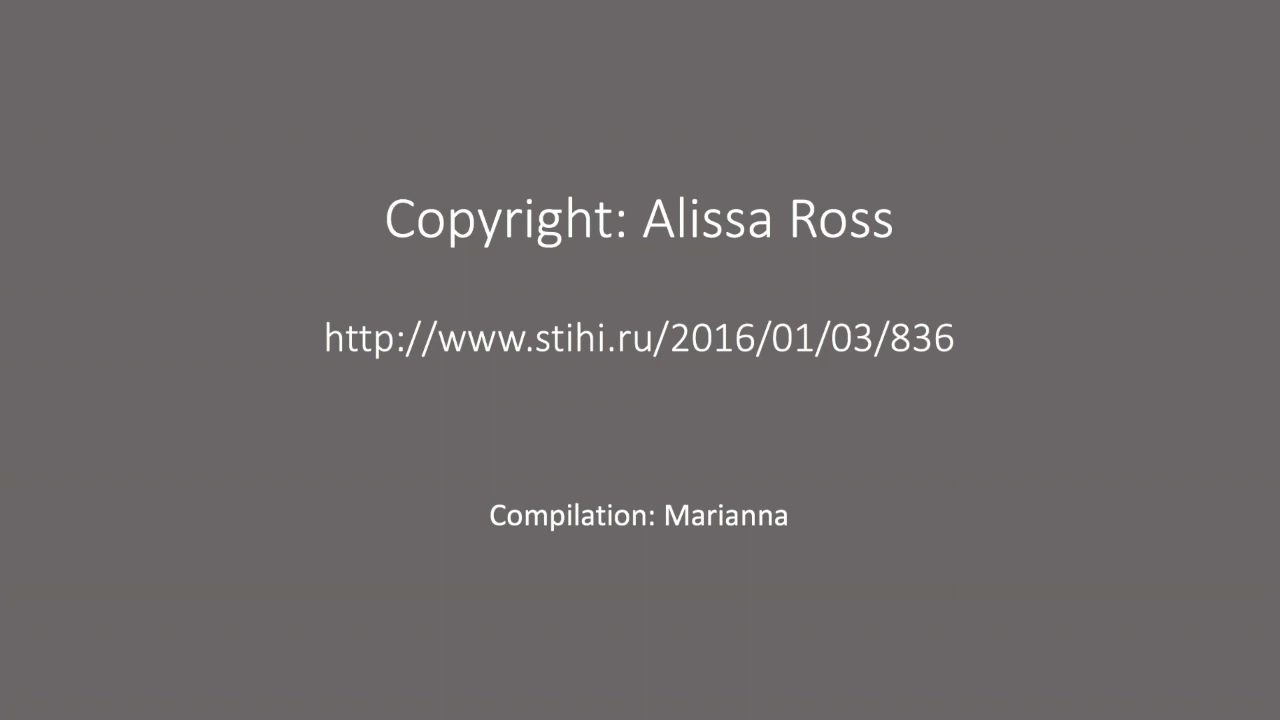 Copyright: Alissa Ross
http://www.stihi.ru/2016/01/03/836
Compilation: Marianna